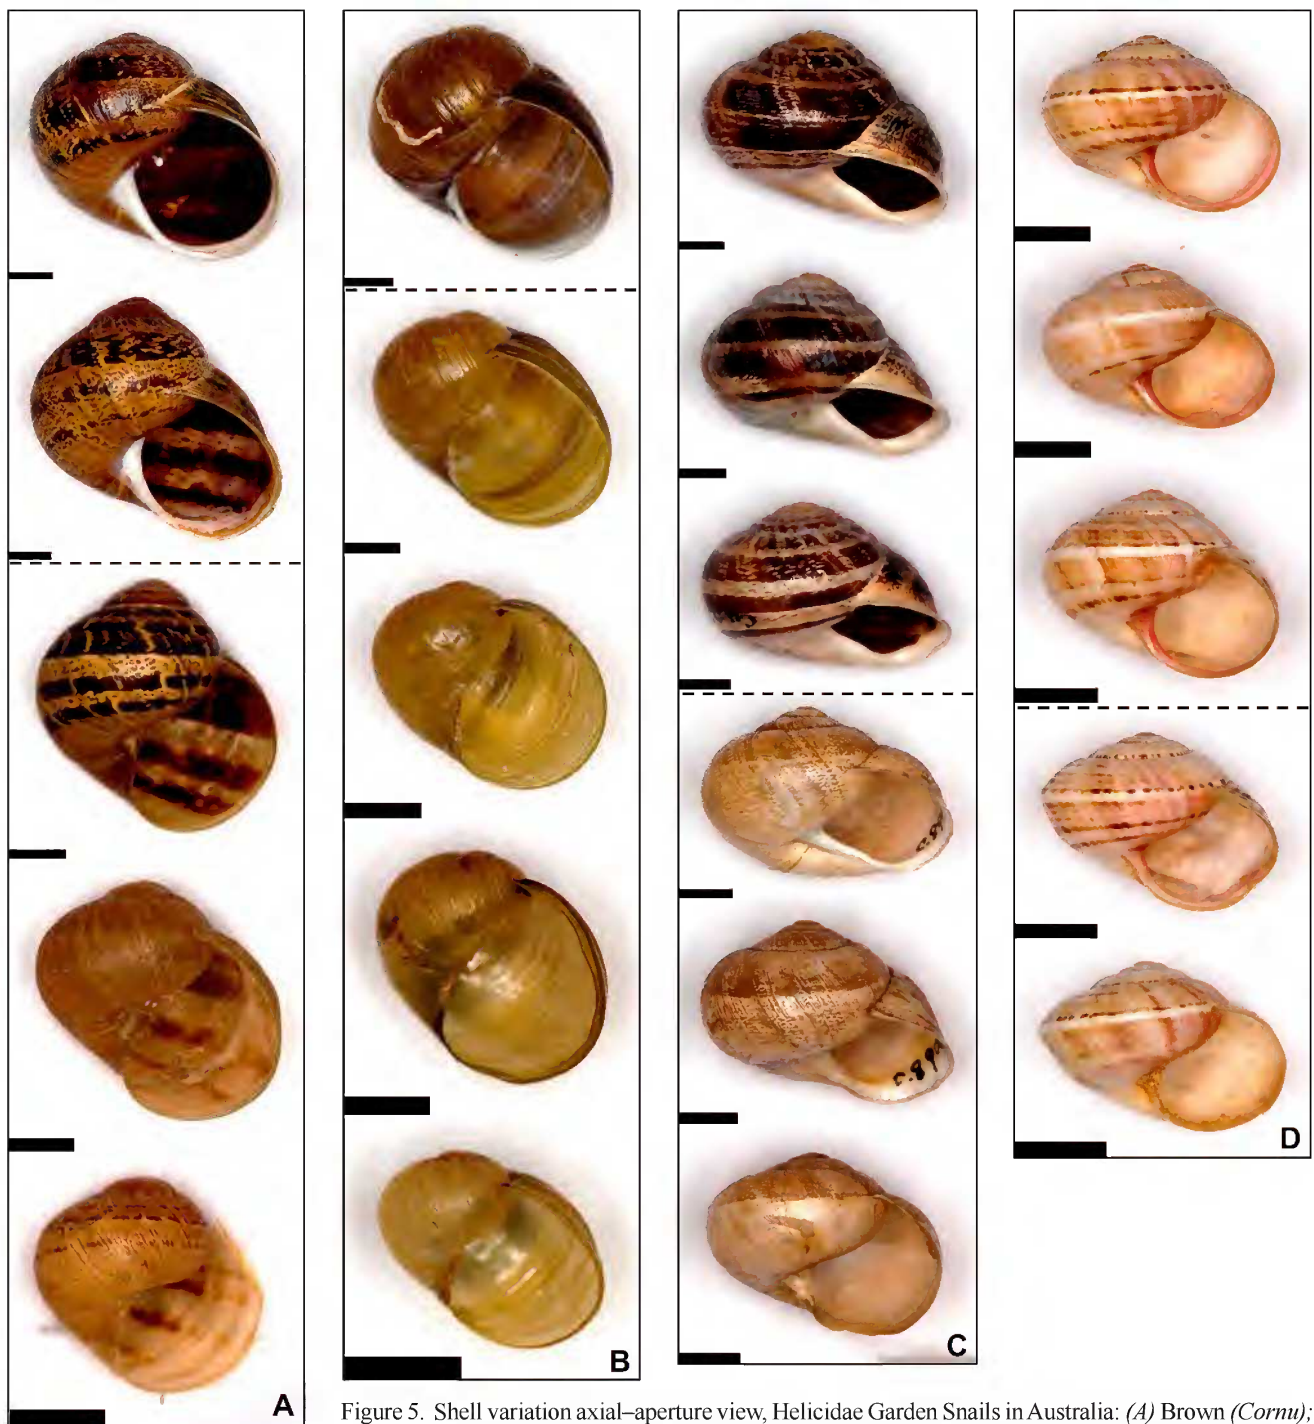 A
B
C
D
Figure 5. Shell variation axial–aperture view, Helicidae Garden Snails in Australia: (A) Brown (Cornu),